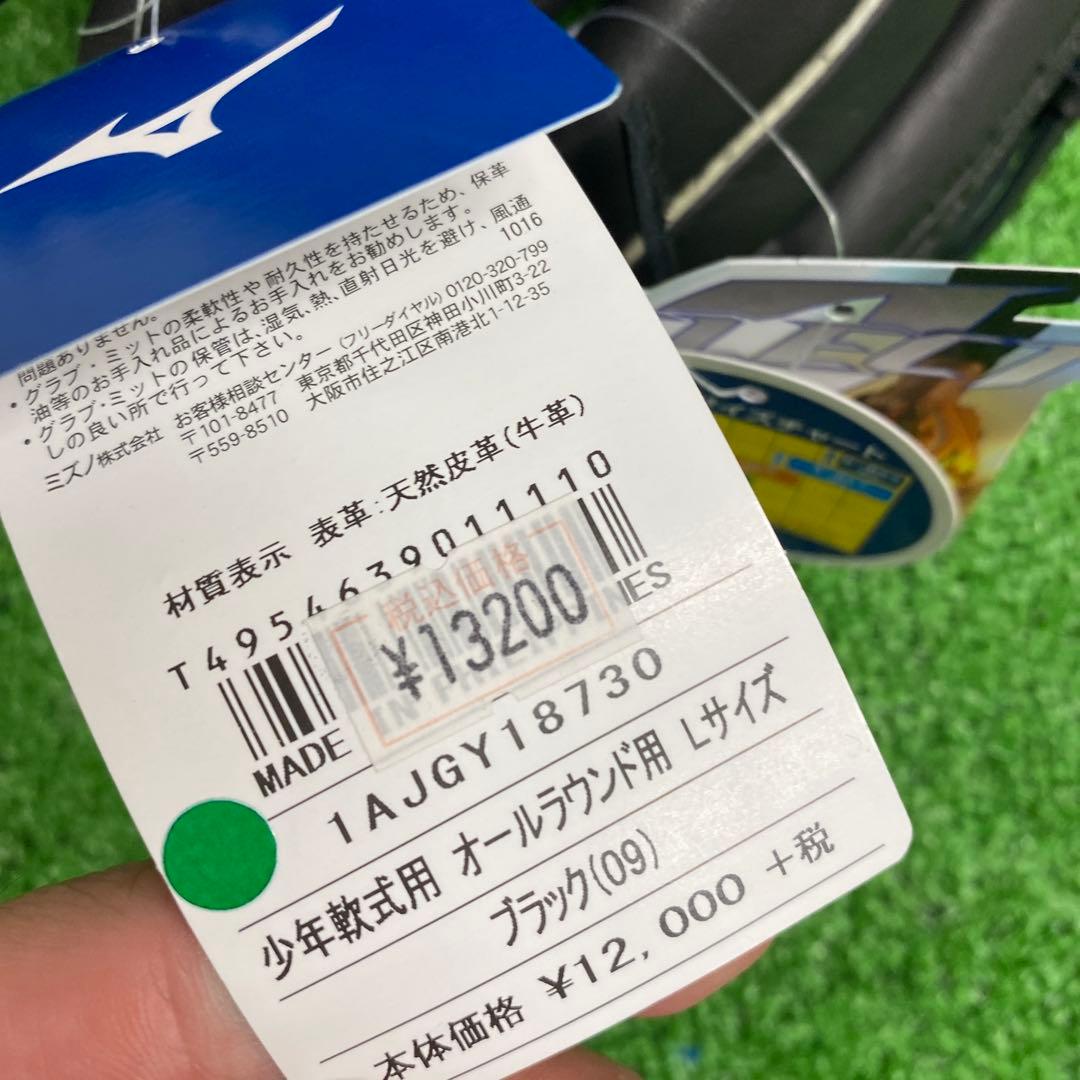 問題ありません。
・グラブ・ミットの柔軟性や耐久性を持たせるため、保革
油等のお手入れ品によるお手入れをお勧めします。
・グラブ・ミットの保管は、湿気、熱、直射日光を避け、風通
しの良い所で行って下さい。 1016
ミズノ株式会社 お客様相談センター (フリーダイヤル) 0120-320-799
〒101-8477 東京都千代田区神田小川町3-22
〒559-8510 大阪市住之江区南港北1-12-35
材質表示 表革:天然皮革(牛革)
T4954639011110
税込価格
¥13200
MADE IN
1AJGY18730
少年軟式用 オールラウンド用 Lサイズ
ブラック(09)
本体価格 ¥12,000 +税